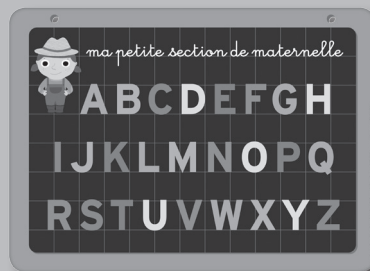 ma petite section de maternelle
ABCDEFGH
IJKLMNOPQ
RSTUVWXYZ